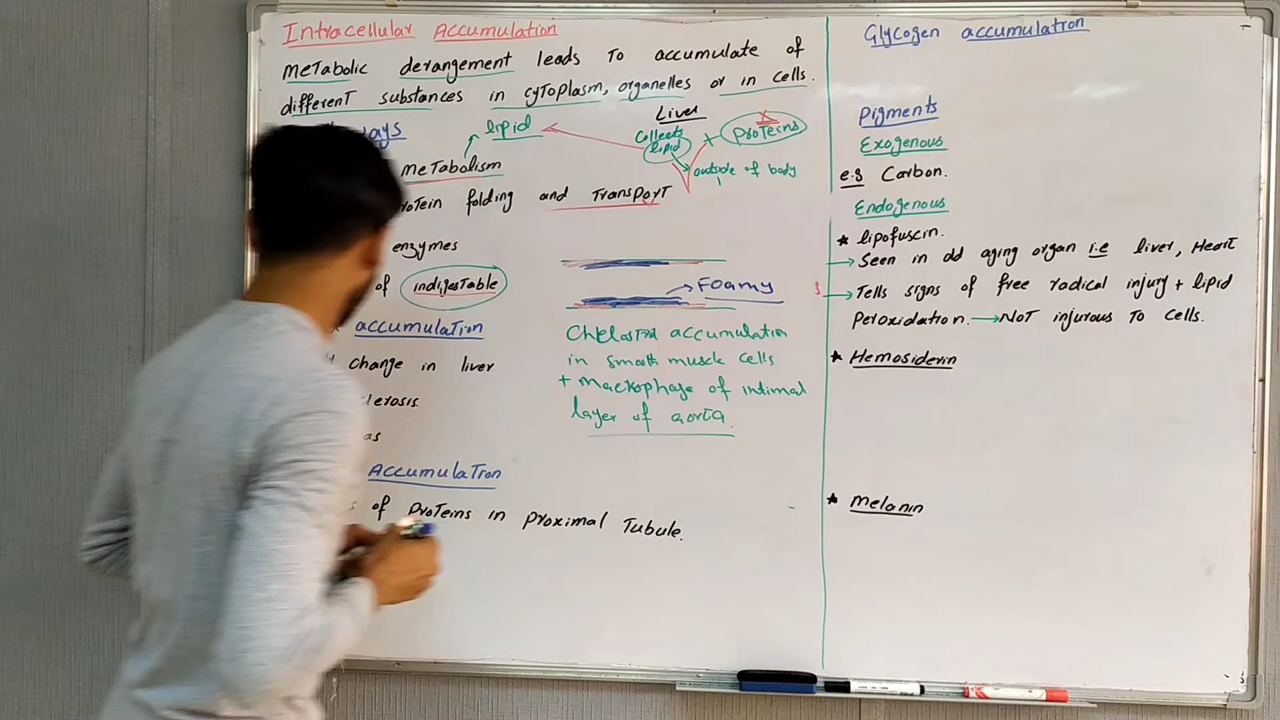 Intracellular Accumulation
Metabolic derangement leads to accumulate of
different substances in cytoplasm, organelles or in cells.
lipid
Liver
Collects
lipid
Proteins
outside of body
metabolism
folding and Transport
enzymes
of indigestable
Foamy
accumulation
change in liver
Chelostrol accumulation
in smoth muscle cells
+ Mackophage of intimal
layer of aorta.
Accumulation
of Proteins in Proximal Tubule.
Glycogen accumulation
Pigments
Exogenous
e.g Carbon.
Endogenous
* lipofuscin.
→ Seen in old aging organ i.e liver, Heart
→ Tells signs of free radical injury + lipid
Peroxidation. → Not injurous To cells.
* Hemosiderin
* Melanin